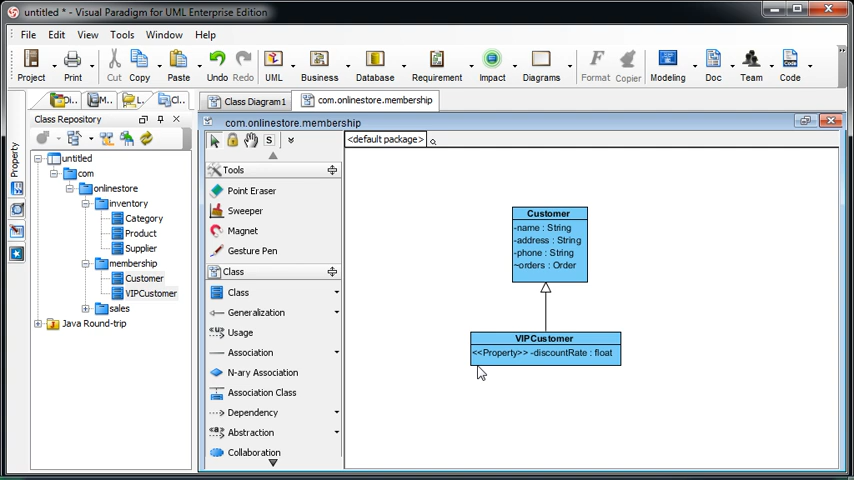 untitled * - Visual Paradigm for UML Enterprise Edition
File Edit View Tools Window Help
Project Print Cut Copy Paste Undo Redo UML Business Database Requirement Impact Diagrams Format Copier Modeling Doc Team Code
Di.. M.. L.. Cl..
Class Diagram1 com.onlinestore.membership
Class Repository
com.onlinestore.membership
Property
S
<default package>
untitled
com
onlinestore
inventory
Category
Product
Supplier
membership
Customer
VIPCustomer
sales
Java Round-trip
Tools
Point Eraser
Sweeper
Magnet
Gesture Pen
Class
Class
Generalization
Usage
Association
N-ary Association
Association Class
Dependency
Abstraction
Collaboration
Customer
-name : String
-address : String
-phone : String
~orders : Order
VIPCustomer
<<Property>> -discountRate : float